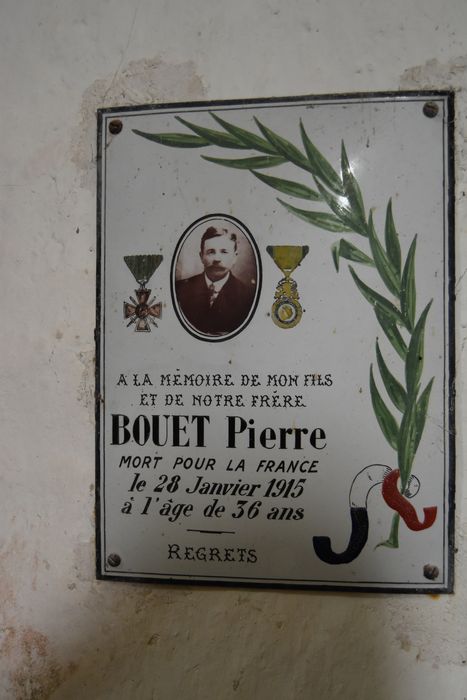 A LA MÉMOIRE DE MON FILS
ET DE NOTRE FRÈRE
BOUET Pierre
MORT POUR LA FRANCE
le 28 Janvier 1915
à l'âge de 36 ans
REGRETS